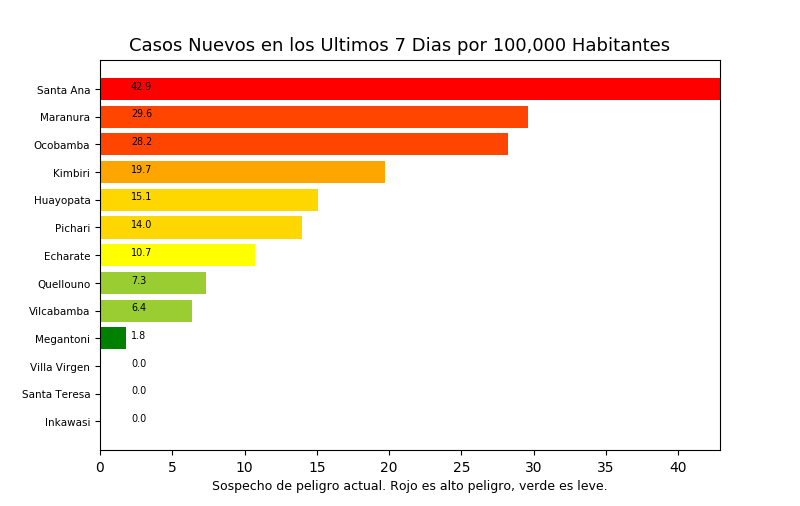 Casos Nuevos en los Ultimos 7 Dias por 100,000 Habitantes
Santa Ana 42.9
Maranura 29.6
Ocobamba 28.2
Kimbiri 19.7
Huayopata 15.1
Pichari 14.0
Echarate 10.7
Quellouno 7.3
Vilcabamba 6.4
Megantoni 1.8
Villa Virgen 0.0
Santa Teresa 0.0
Inkawasi 0.0
0 5 10 15 20 25 30 35 40
Sospecho de peligro actual. Rojo es alto peligro, verde es leve.